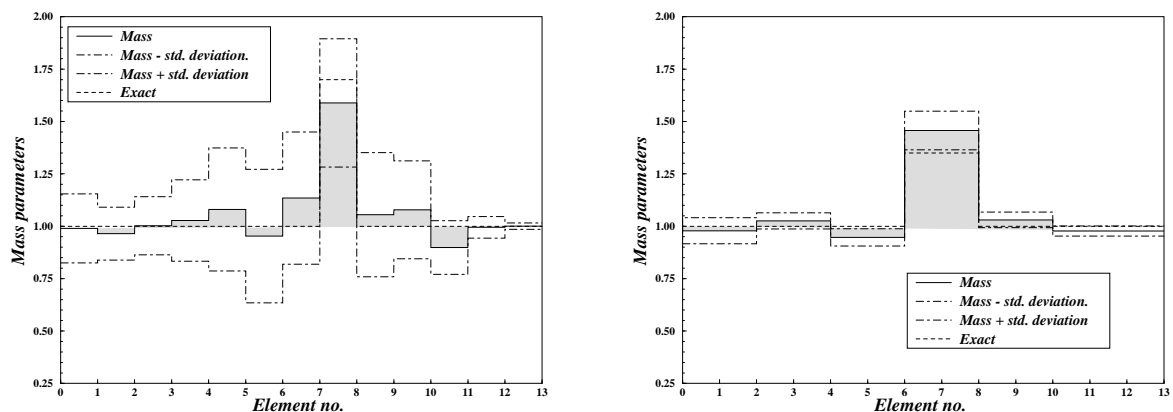 2.00
1.75
1.50
1.25
1.00
0.75
0.50
0.25
Mass parameters
Mass
Mass - std. deviation.
Mass + std. deviation
Exact
0 1 2 3 4 5 6 7 8 9 10 11 12 13
Element no.
2.00
1.75
1.50
1.25
1.00
0.75
0.50
0.25
Mass parameters
Mass
Mass - std. deviation.
Mass + std. deviation
Exact
0 1 2 3 4 5 6 7 8 9 10 11 12 13
Element no.